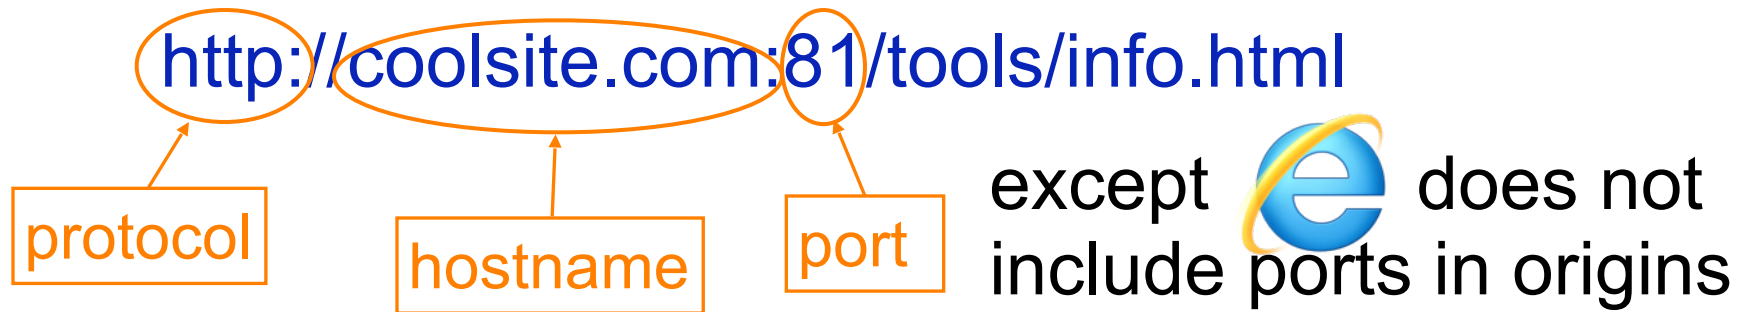 http://coolsite.com:81/tools/info.html
protocol
hostname
port
except does not
include ports in origins